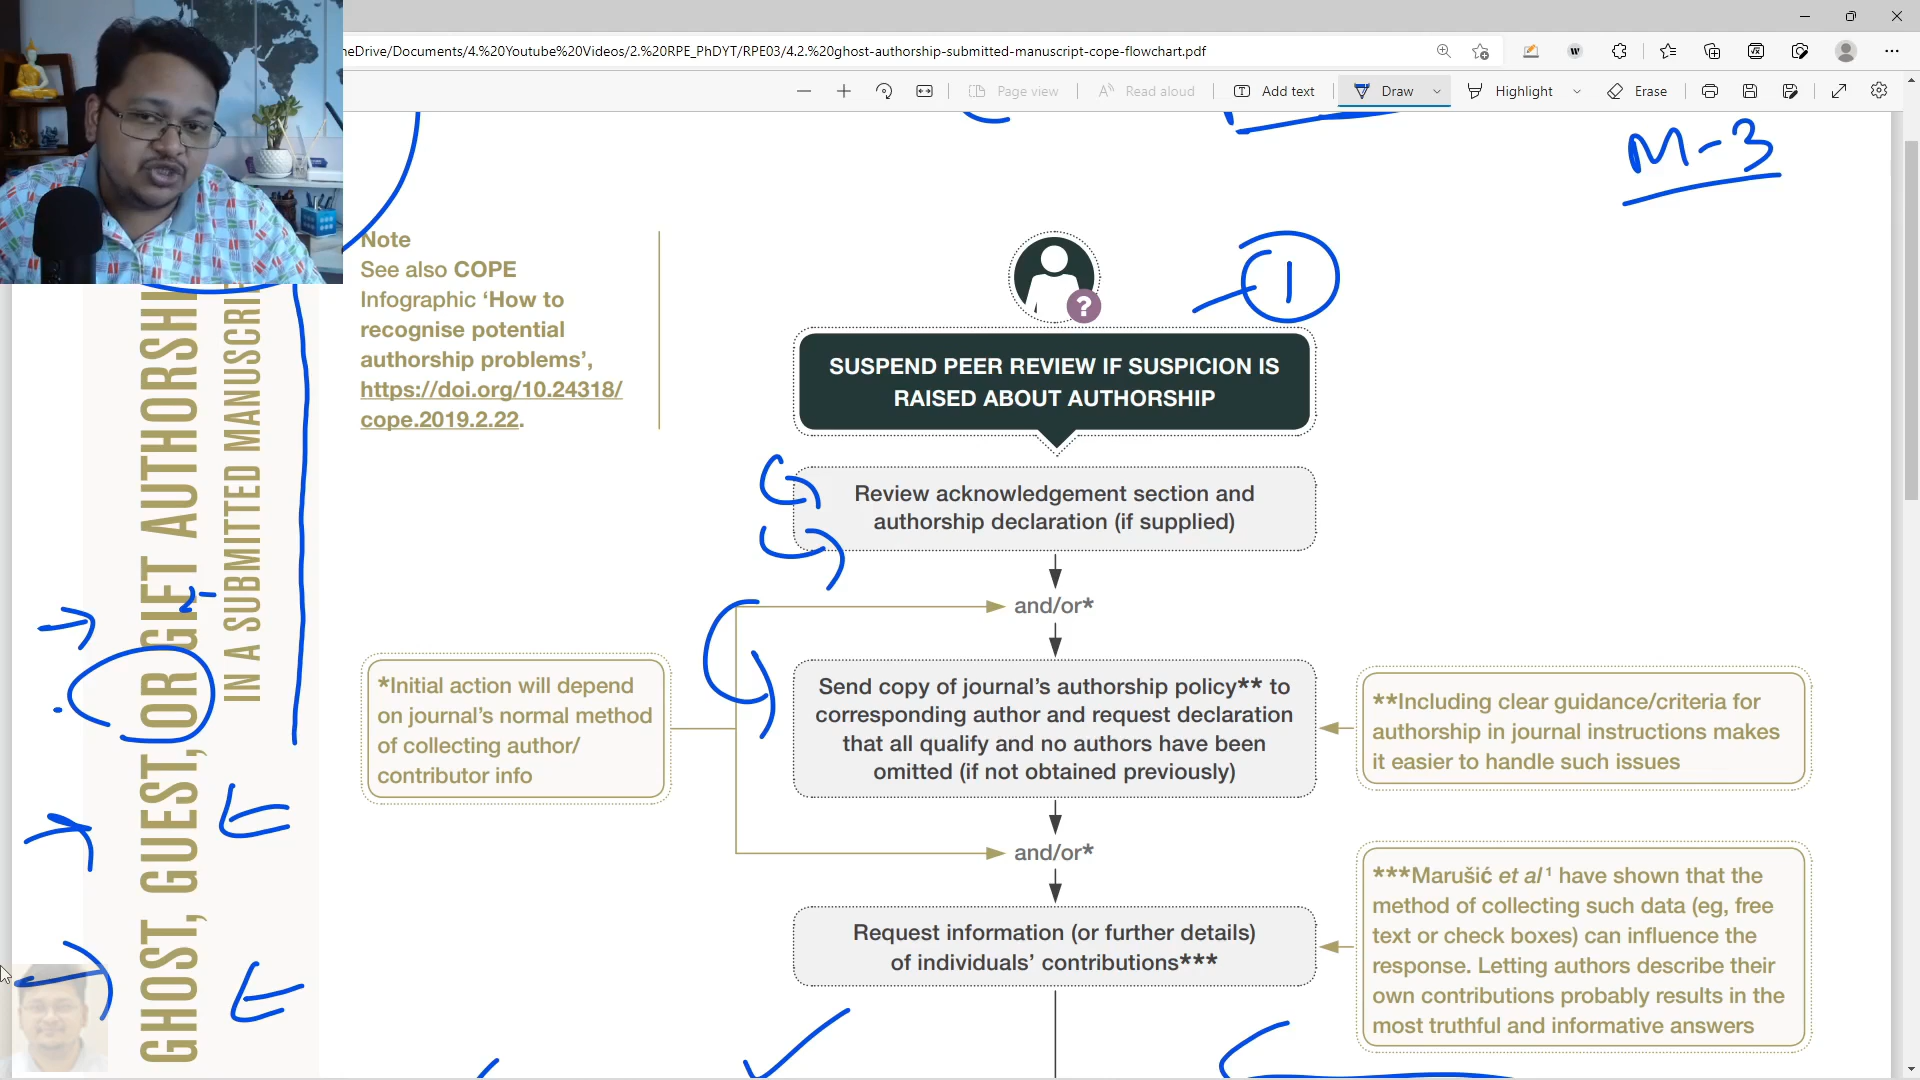 neDrive/Documents/4.%20Youtube%20Videos/2.%20RPE_PhDYT/RPE03/4.2.%20ghost-authorship-submitted-manuscript-cope-flowchart.pdf
Page view
Read aloud
Add text
Draw
Highlight
Erase
M-3
Note
See also COPE
Infographic ‘How to
recognise potential
authorship problems’,
https://doi.org/10.24318/
cope.2019.2.22.
?
1
SUSPEND PEER REVIEW IF SUSPICION IS
RAISED ABOUT AUTHORSHIP
Review acknowledgement section and
authorship declaration (if supplied)
and/or*
*Initial action will depend
on journal’s normal method
of collecting author/
contributor info
Send copy of journal’s authorship policy** to
corresponding author and request declaration
that all qualify and no authors have been
omitted (if not obtained previously)
**Including clear guidance/criteria for
authorship in journal instructions makes
it easier to handle such issues
and/or*
Request information (or further details)
of individuals’ contributions***
***Marušić et al¹ have shown that the
method of collecting such data (eg, free
text or check boxes) can influence the
response. Letting authors describe their
own contributions probably results in the
most truthful and informative answers
GHOST, GUEST, OR GIFT AUTHORSHI
IN A SUBMITTED MANUSCRIP